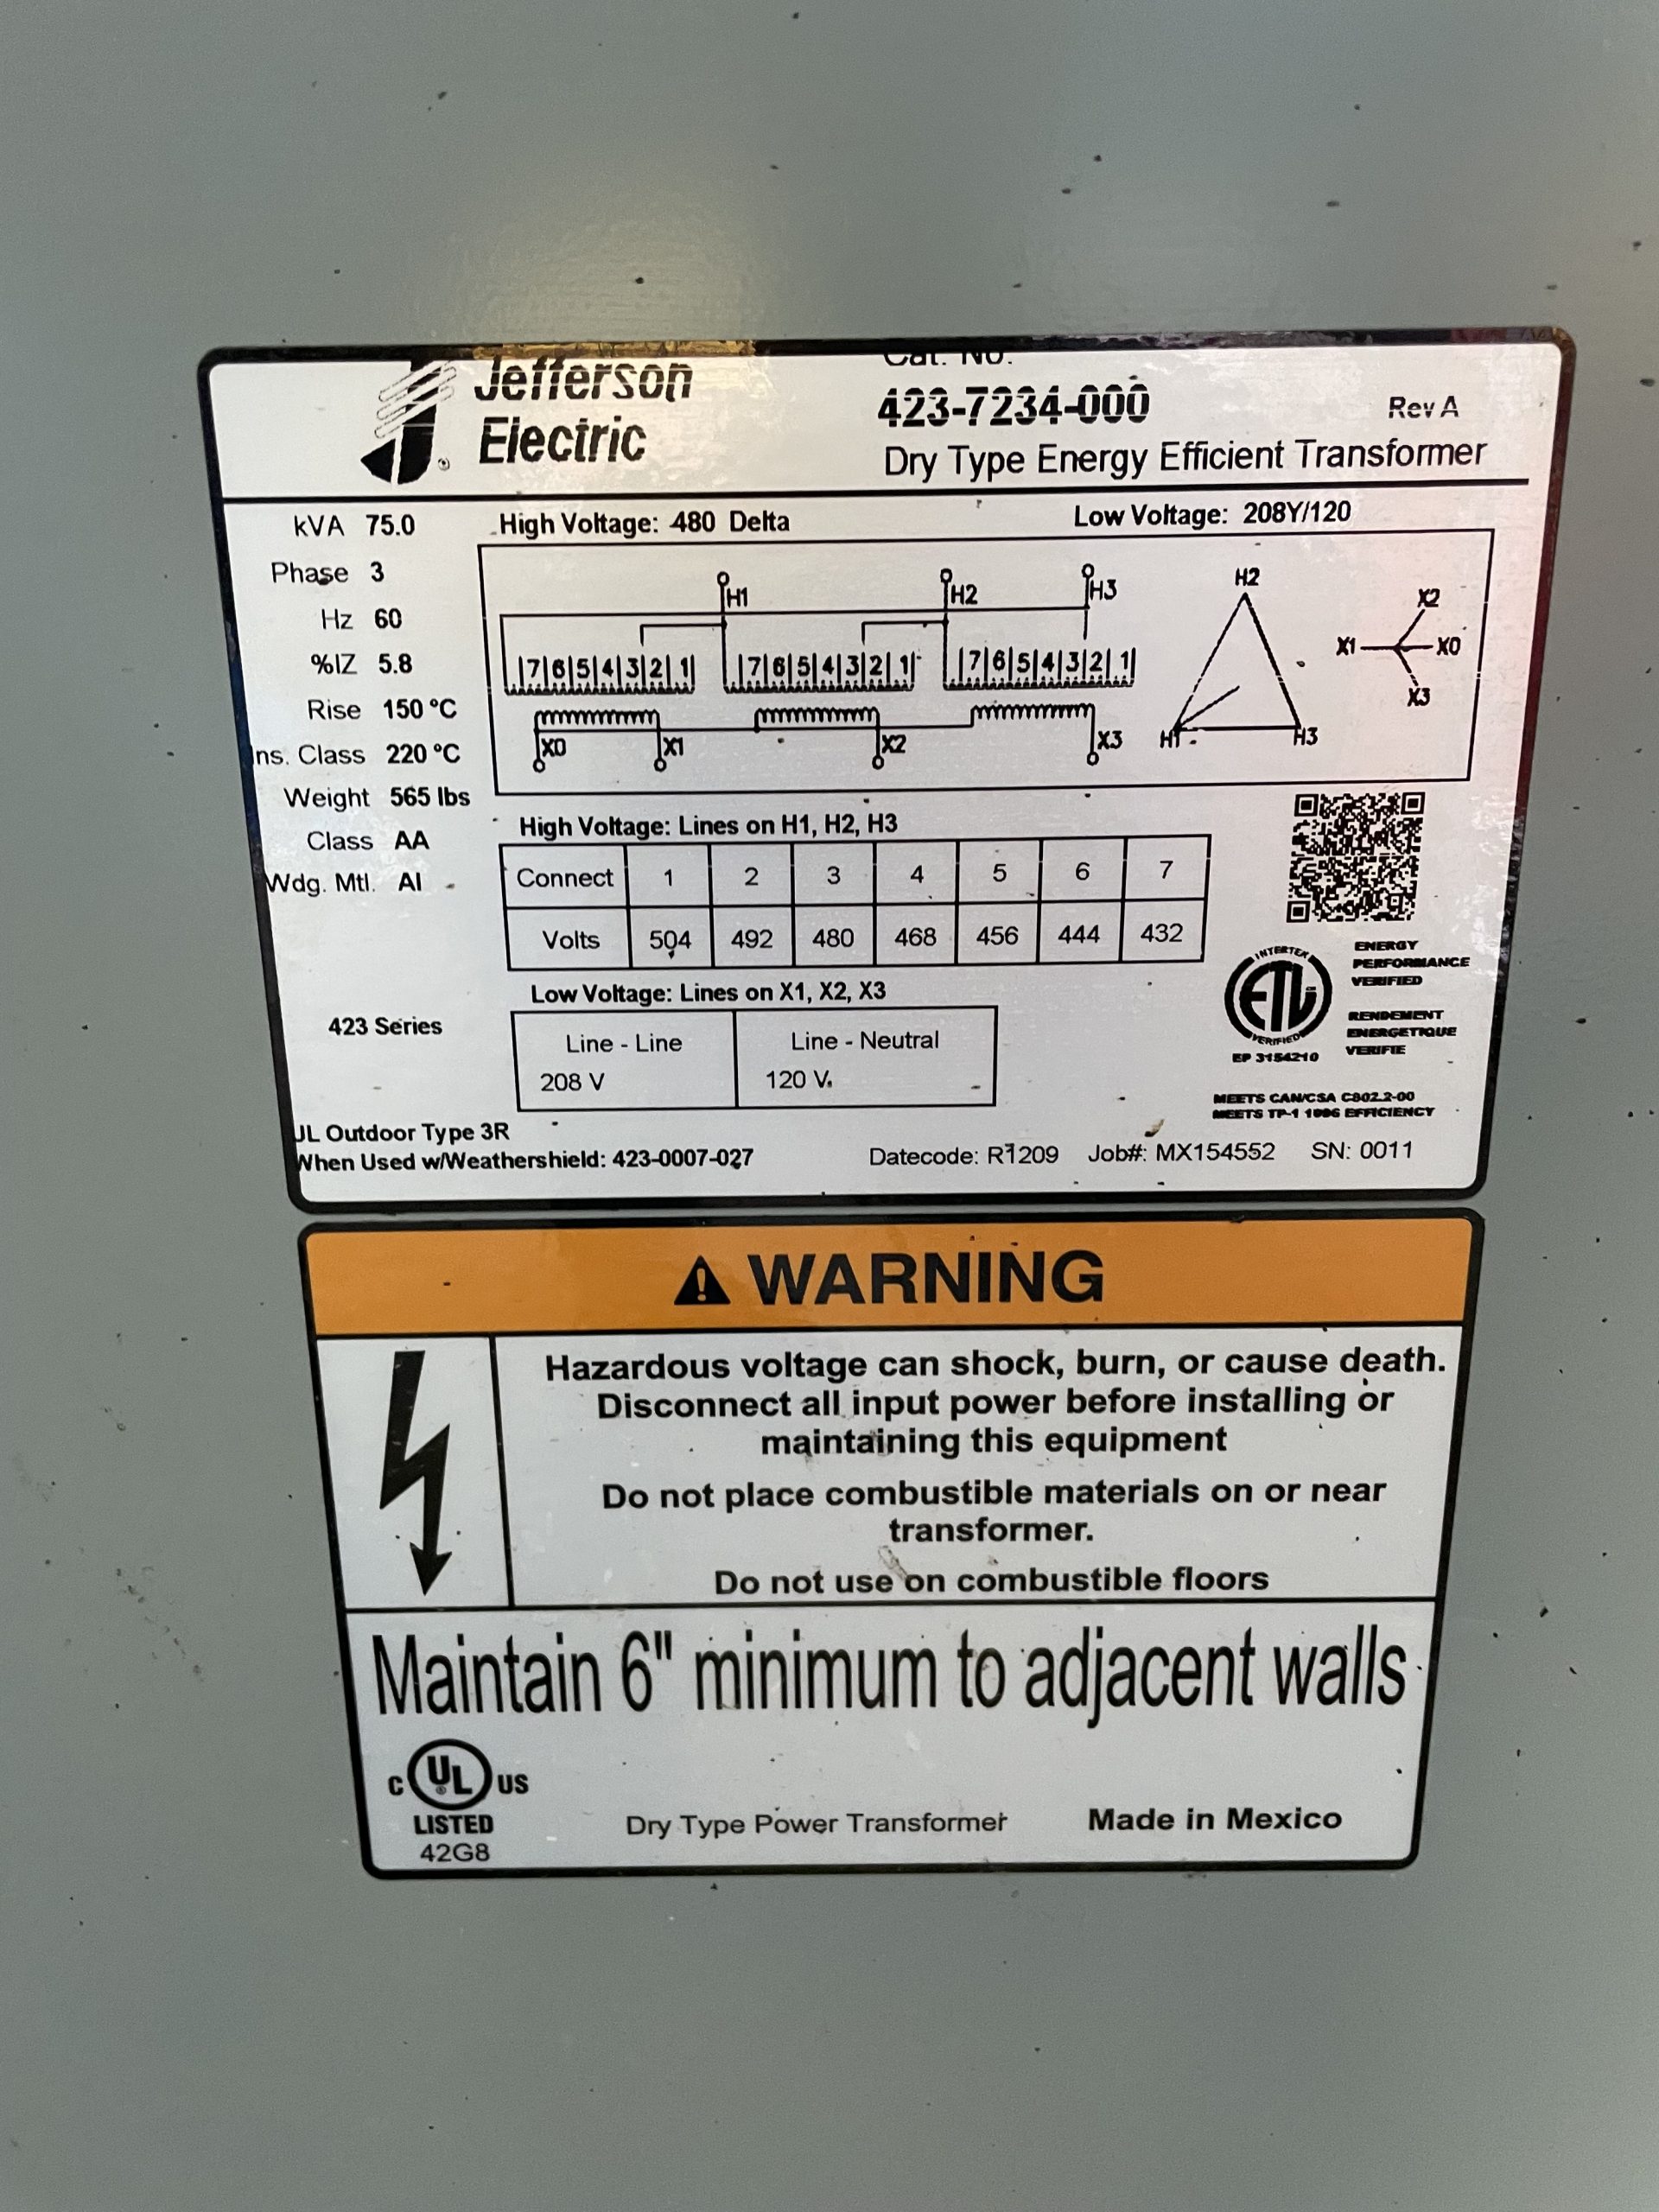 Jefferson
Electric
®
Cat. No.
423-7234-000
Rev A
Dry Type Energy Efficient Transformer
kVA 75.0
Phase 3
Hz 60
%IZ 5.8
Rise 150 °C
Ins. Class 220 °C
Weight 565 lbs
Class AA
Wdg. Mtl. Al
423 Series
High Voltage: 480 Delta
Low Voltage: 208Y/120
H1 H2 H3
7 6 5 4 3 2 1 7 6 5 4 3 2 1 7 6 5 4 3 2 1
X0 X1 X2 X3
H2
H1 H3
X2
X1 X0
X3
High Voltage: Lines on H1, H2, H3
Connect 1 2 3 4 5 6 7
Volts 504 492 480 468 456 444 432
Low Voltage: Lines on X1, X2, X3
Line - Line Line - Neutral
208 V 120 V
INTERTEK
ETL
VERIFIED
EP 3154210
ENERGY
PERFORMANCE
VERIFIED
RENDEMENT
ENERGETIQUE
VERIFIE
MEETS CAN/CSA C802.2-00
MEETS TP-1 1996 EFFICIENCY
UL Outdoor Type 3R
When Used w/Weathershield: 423-0007-027
Datecode: R1209 Job#: MX154552 SN: 0011
WARNING
Hazardous voltage can shock, burn, or cause death.
Disconnect all input power before installing or
maintaining this equipment
Do not place combustible materials on or near
transformer.
Do not use on combustible floors
Maintain 6" minimum to adjacent walls
C UL ® US
LISTED
42G8
Dry Type Power Transformer
Made in Mexico